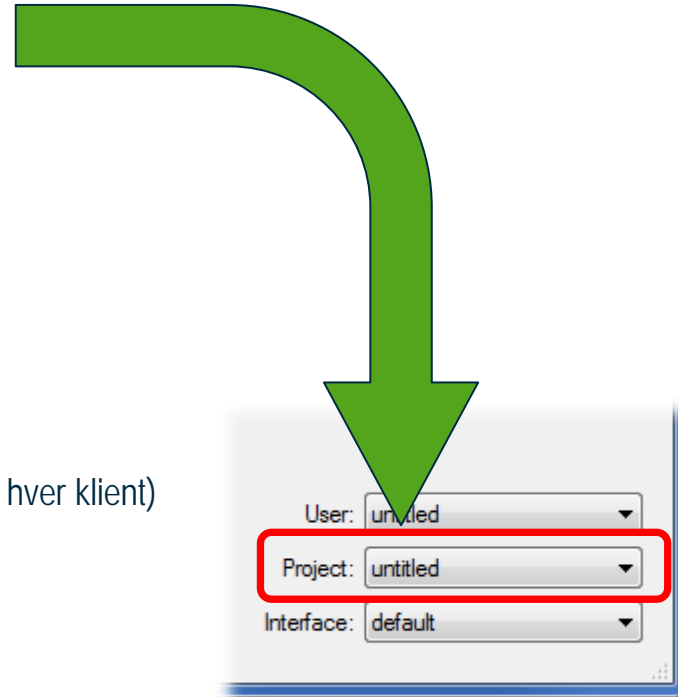 hver klient)
User: untitled
Project: untitled
Interface: default